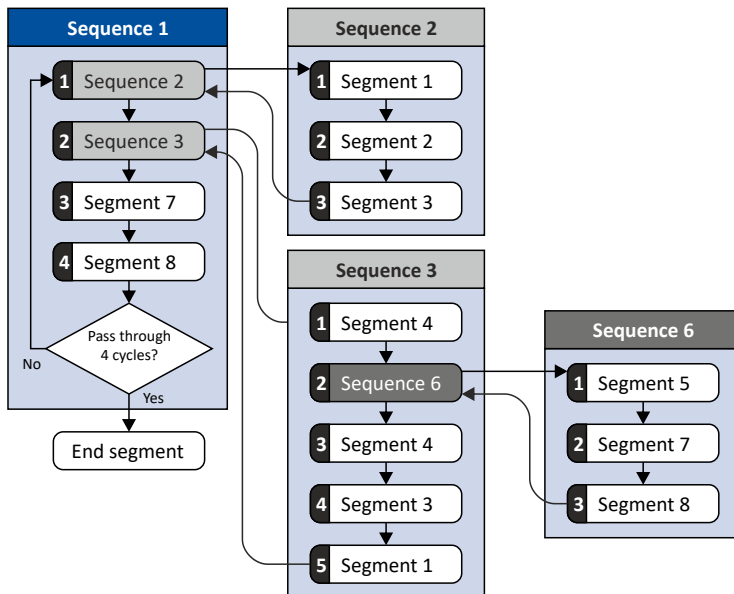 Sequence 1
1 Sequence 2
2 Sequence 3
3 Segment 7
4 Segment 8
Pass through
4 cycles?
No
Yes
End segment
Sequence 2
1 Segment 1
2 Segment 2
3 Segment 3
Sequence 3
1 Segment 4
2 Sequence 6
3 Segment 4
4 Segment 3
5 Segment 1
Sequence 6
1 Segment 5
2 Segment 7
3 Segment 8